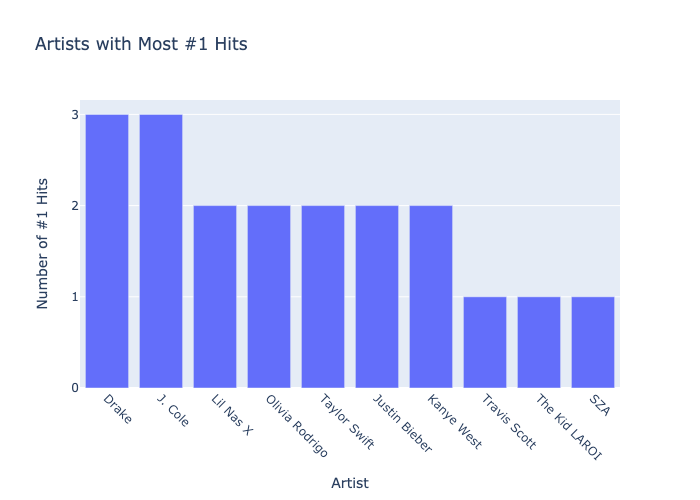 Artists with Most #1 Hits
Number of #1 Hits
3
2
1
0
Drake
J. Cole
Lil Nas X
Olivia Rodrigo
Taylor Swift
Justin Bieber
Kanye West
Travis Scott
The Kid LAROI
SZA
Artist